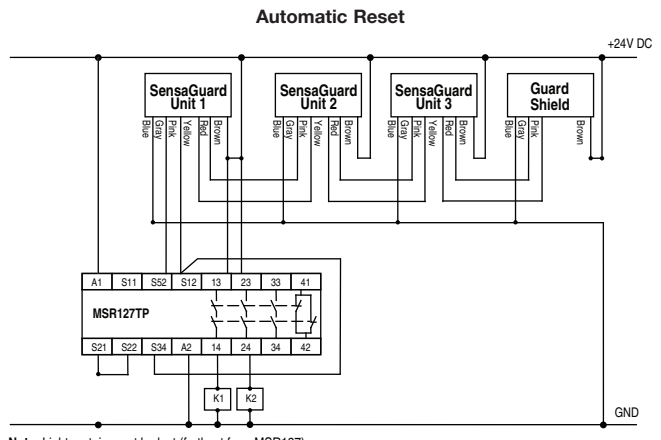 Automatic Reset
+24V DC
SensaGuard
Unit 1
SensaGuard
Unit 2
SensaGuard
Unit 3
Guard
Shield
Blue
Gray
Pink
Yellow
Red
Brown
Blue
Gray
Pink
Yellow
Red
Brown
Blue
Gray
Pink
Yellow
Red
Brown
Blue
Gray
Pink
Brown
A1 S11 S52 S12 13 23 33 41
MSR127TP
S21 S22 S34 A2 14 24 34 42
K1 K2
GND